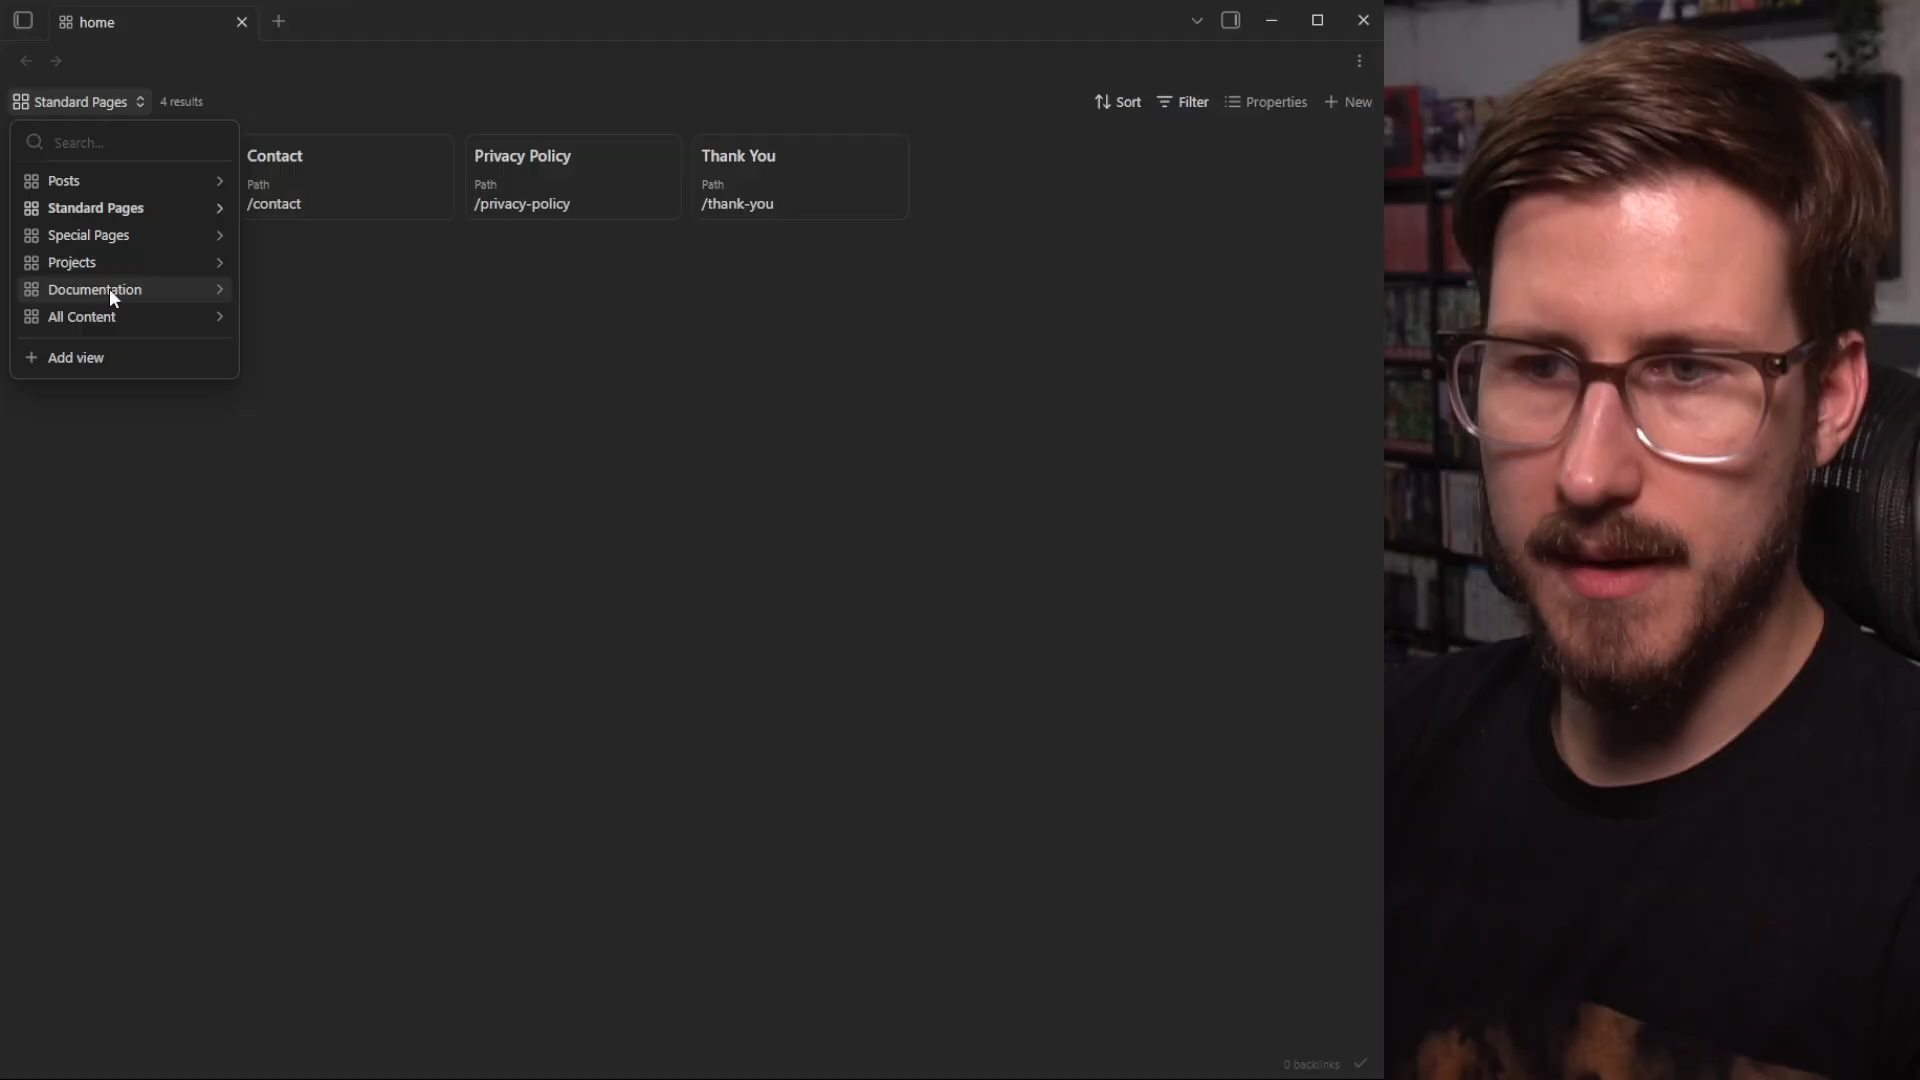 home
Standard Pages
4 results
Sort
Filter
Properties
New
Search...
Posts
Standard Pages
Special Pages
Projects
Documentation
All Content
Add view
Contact
Path
/contact
Privacy Policy
Path
/privacy-policy
Thank You
Path
/thank-you
0 backlinks